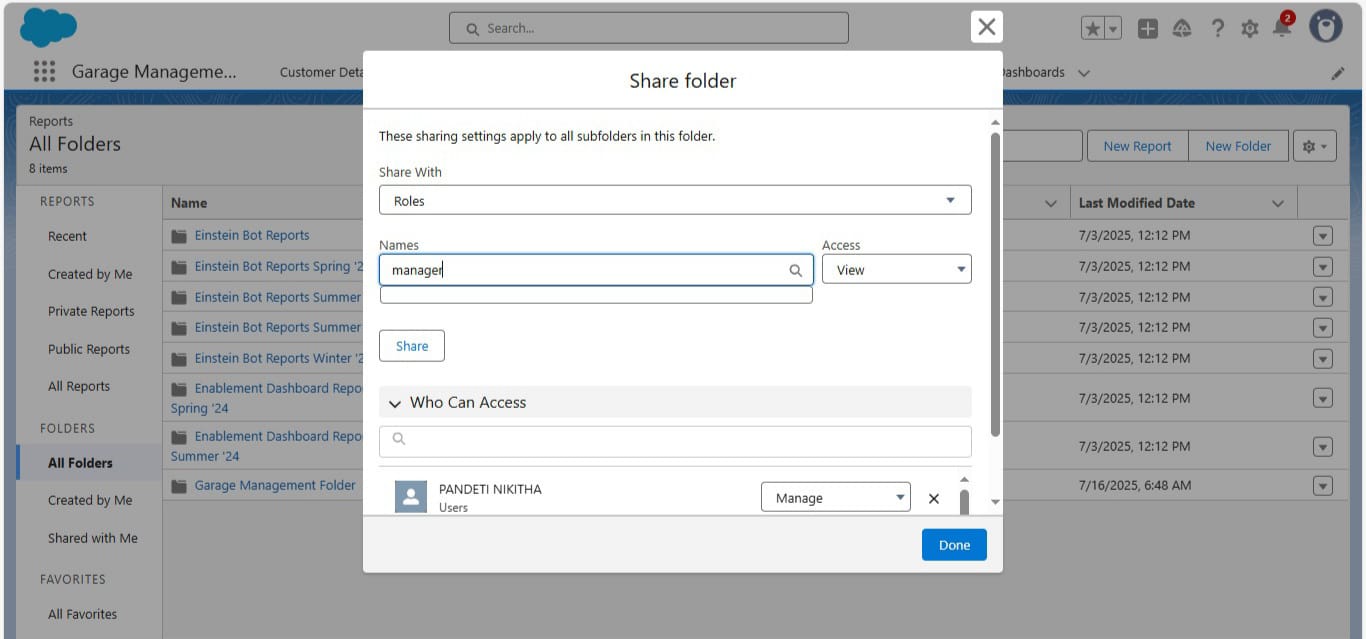 Search...
2
Garage Manageme...
Customer Deta
Dashboards
Share folder
Reports
All Folders
8 items
New Report
New Folder
These sharing settings apply to all subfolders in this folder.
Share With
Roles
Names
Access
manager
View
Share
Who Can Access
PANDETI NIKITHA
Users
Manage
Done
REPORTS
Recent
Created by Me
Private Reports
Public Reports
All Reports
FOLDERS
All Folders
Created by Me
Shared with Me
FAVORITES
All Favorites
Name
Last Modified Date
Einstein Bot Reports
7/3/2025, 12:12 PM
Einstein Bot Reports Spring '2
7/3/2025, 12:12 PM
Einstein Bot Reports Summer
7/3/2025, 12:12 PM
Einstein Bot Reports Summer
7/3/2025, 12:12 PM
Einstein Bot Reports Winter '2
7/3/2025, 12:12 PM
Enablement Dashboard Repo
Spring '24
7/3/2025, 12:12 PM
Enablement Dashboard Repo
Summer '24
7/3/2025, 12:12 PM
Garage Management Folder
7/16/2025, 6:48 AM